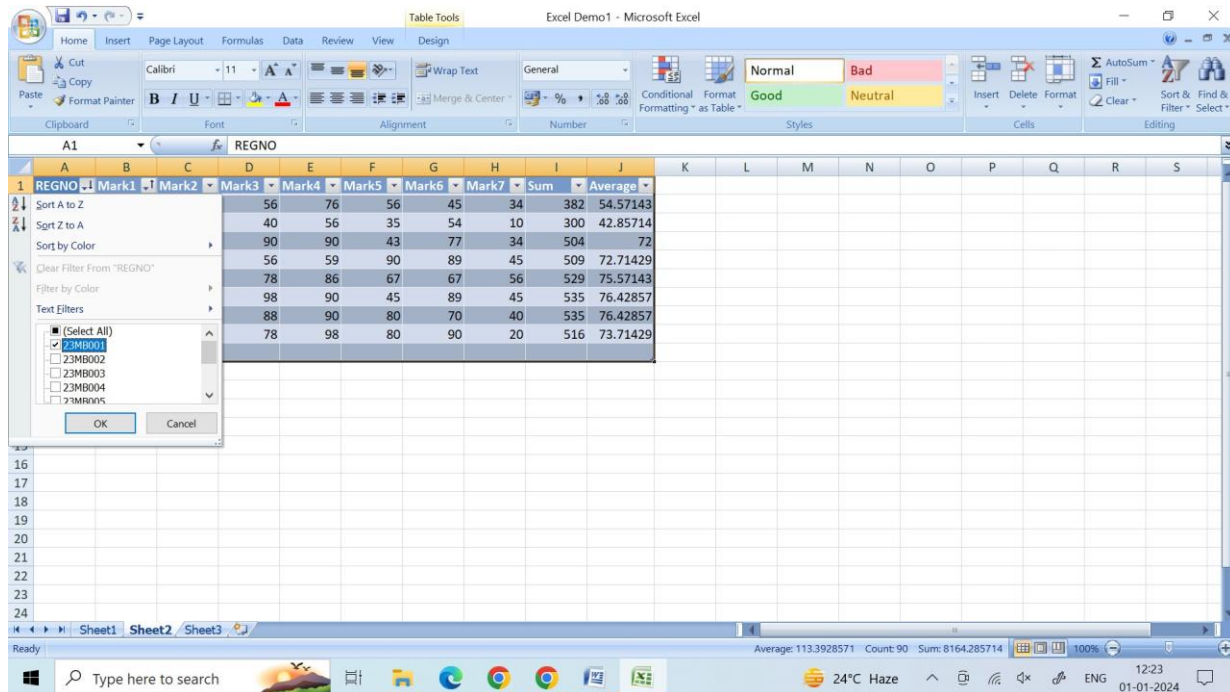 Table Tools Excel Demo1 - Microsoft Excel
Home Insert Page Layout Formulas Data Review View Design
Cut Calibri 11 A A Wrap Text General Normal Bad Σ AutoSum
Copy Fill
Paste Format Painter B I U A Merge & Center % , Conditional Formatting Format as Table Good Neutral Insert Delete Format Clear Sort & Filter Find & Select
Clipboard Font Alignment Number Styles Cells Editing
A1 fx REGNO
A B C D E F G H I J K L M N O P Q R S
1 REGNO Mark1 Mark2 Mark3 Mark4 Mark5 Mark6 Mark7 Sum Average
Sort A to Z 56 76 56 45 34 382 54.57143
Sort Z to A 40 56 35 54 10 300 42.85714
Sort by Color 90 90 43 77 34 504 72
Clear Filter From "REGNO" 56 59 90 89 45 509 72.71429
Filter by Color 78 86 67 67 56 529 75.57143
Text Filters 98 90 45 89 45 535 76.42857
88 90 80 70 40 535 76.42857
(Select All) 78 98 80 90 20 516 73.71429
23MB001
23MB002
23MB003
23MB004
23MB005
OK Cancel
15
16
17
18
19
20
21
22
23
24
Sheet1 Sheet2 Sheet3
Ready Average: 113.3928571 Count: 90 Sum: 8164.285714 100%
Type here to search 24°C Haze ENG 12:23
01-01-2024